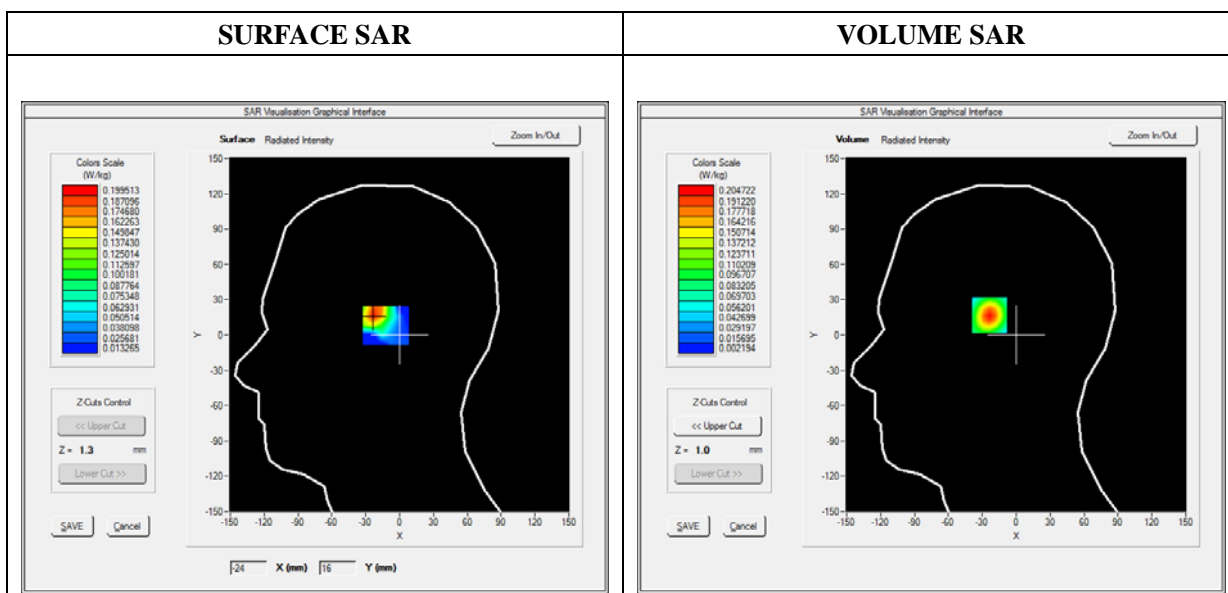 SURFACE SAR
VOLUME SAR
SAR Visualisation Graphical Interface
Surface Radiated Intensity
Zoom In/Out
Colors Scale
(W/kg)
0.199513
0.187096
0.174680
0.162263
0.149847
0.137430
0.125014
0.112597
0.100181
0.087764
0.075348
0.062931
0.050514
0.038098
0.025681
0.013265
150
120
90
60
30
0
-30
-60
-90
-120
-150
Y
-150 -120 -90 -60 -30 0 30 60 90 120 150
X
Z-Cuts Control
<< Upper Cut
Z = 1.3 mm
Lower Cut >>
SAVE Cancel
-24 X (mm) 16 Y (mm)
SAR Visualisation Graphical Interface
Volume Radiated Intensity
Zoom In/Out
Colors Scale
(W/kg)
0.204722
0.191220
0.177718
0.164216
0.150714
0.137212
0.123711
0.110209
0.096707
0.083205
0.069703
0.056201
0.042699
0.029197
0.015695
0.002194
150
120
90
60
30
0
-30
-60
-90
-120
-150
Y
-150 -120 -90 -60 -30 0 30 60 90 120 150
X
Z-Cuts Control
<< Upper Cut
Z = 1.0 mm
Lower Cut >>
SAVE Cancel